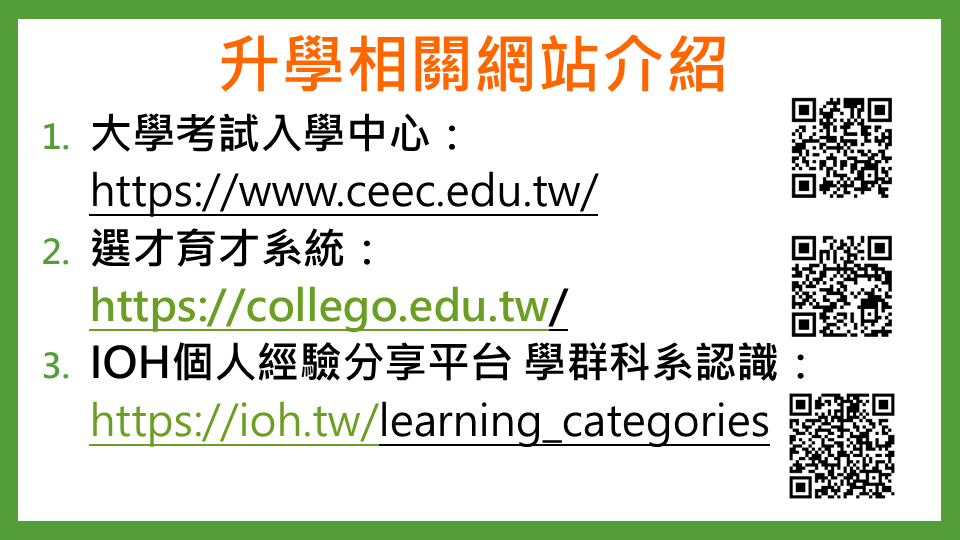 升學相關網站介紹
1. 大學考試入學中心：
https://www.ceec.edu.tw/
2. 選才育才系統：
https://collego.edu.tw/
3. IOH個人經驗分享平台 學群科系認識：
https://ioh.tw/learning_categories